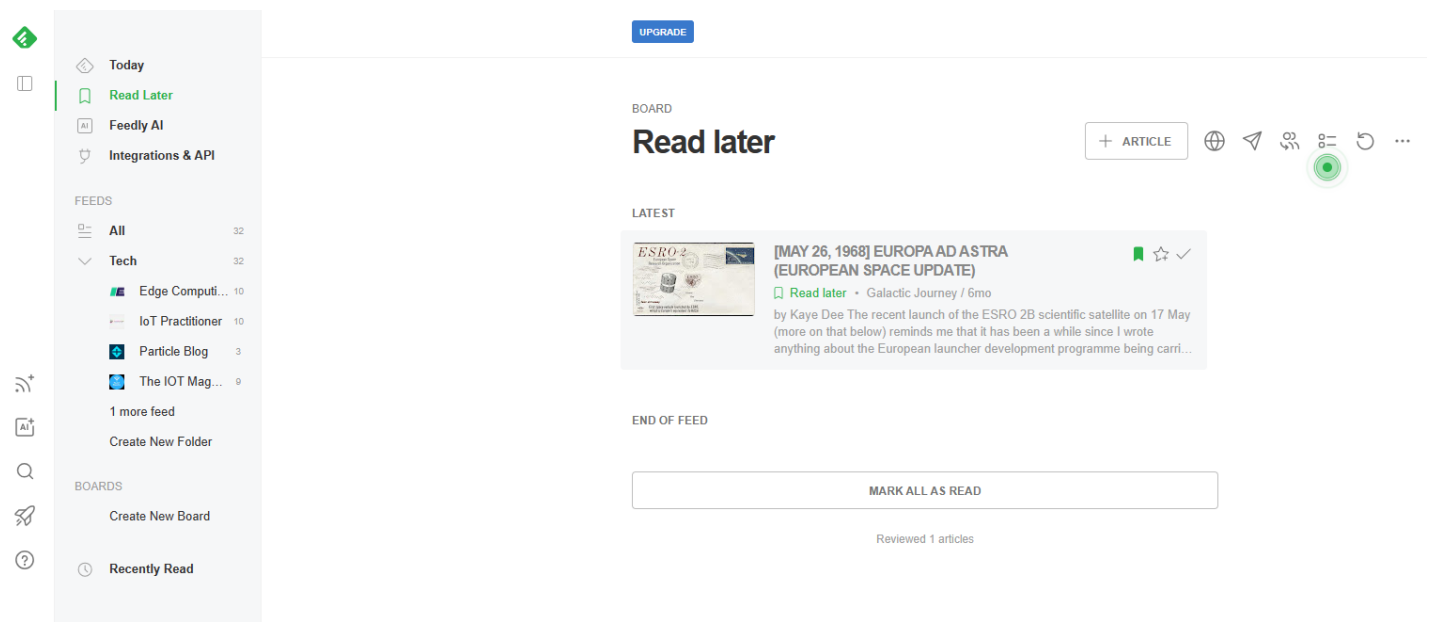 UPGRADE
Today
Read Later
AI
Feedly AI
Integrations & API
FEEDS
All 32
Tech 32
Edge Computi... 10
IoT Practitioner 10
Particle Blog 3
The IOT Mag... 9
1 more feed
Create New Folder
BOARDS
Create New Board
Recently Read
AI
BOARD
Read later
ARTICLE
LATEST
ESRO-2
[MAY 26, 1968] EUROPA AD ASTRA
(EUROPEAN SPACE UPDATE)
Read later • Galactic Journey / 6mo
by Kaye Dee The recent launch of the ESRO 2B scientific satellite on 17 May
(more on that below) reminds me that it has been a while since I wrote
anything about the European launcher development programme being carri...
END OF FEED
MARK ALL AS READ
Reviewed 1 articles